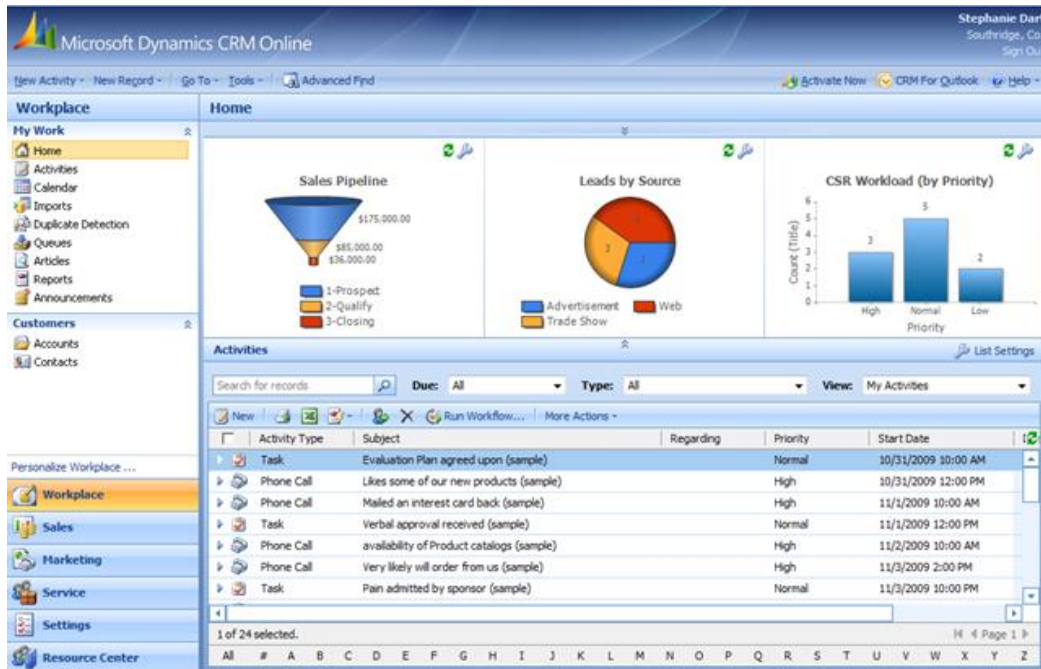 Stephanie Dar
Microsoft Dynamics CRM Online
Southridge, Co
Sign Ou
New Activity New Record Go To Tools Advanced Find Activate Now CRM For Outlook Help
Workplace
My Work
Home
Activities
Calendar
Imports
Duplicate Detection
Queues
Articles
Reports
Announcements
Customers
Accounts
Contacts
Personalize Workplace ...
Workplace
Sales
Marketing
Service
Settings
Resource Center
Home
Sales Pipeline
$175,000.00
$85,000.00
$36,000.00
1-Prospect
2-Qualify
3-Closing
Leads by Source
Advertisement Web
Trade Show
CSR Workload (by Priority)
Count (Title)
6
5
4
3
2
1
0
3
5
2
High Normal Low
Priority
Activities
List Settings
Search for records Due: All Type: All View: My Activities
New Run Workflow... More Actions
Activity Type Subject Regarding Priority Start Date
Task Evaluation Plan agreed upon (sample) Normal 10/31/2009 10:00 AM
Phone Call Likes some of our new products (sample) High 10/31/2009 12:00 PM
Phone Call Mailed an interest card back (sample) High 11/1/2009 10:00 AM
Task Verbal approval received (sample) Normal 11/1/2009 12:00 PM
Phone Call availability of Product catalogs (sample) High 11/2/2009 10:00 AM
Phone Call Very likely will order from us (sample) High 11/3/2009 2:00 PM
Task Pain admitted by sponsor (sample) Normal 11/3/2009 10:00 PM
1 of 24 selected. Page 1
All # A B C D E F G H I J K L M N O P Q R S T U V W X Y Z